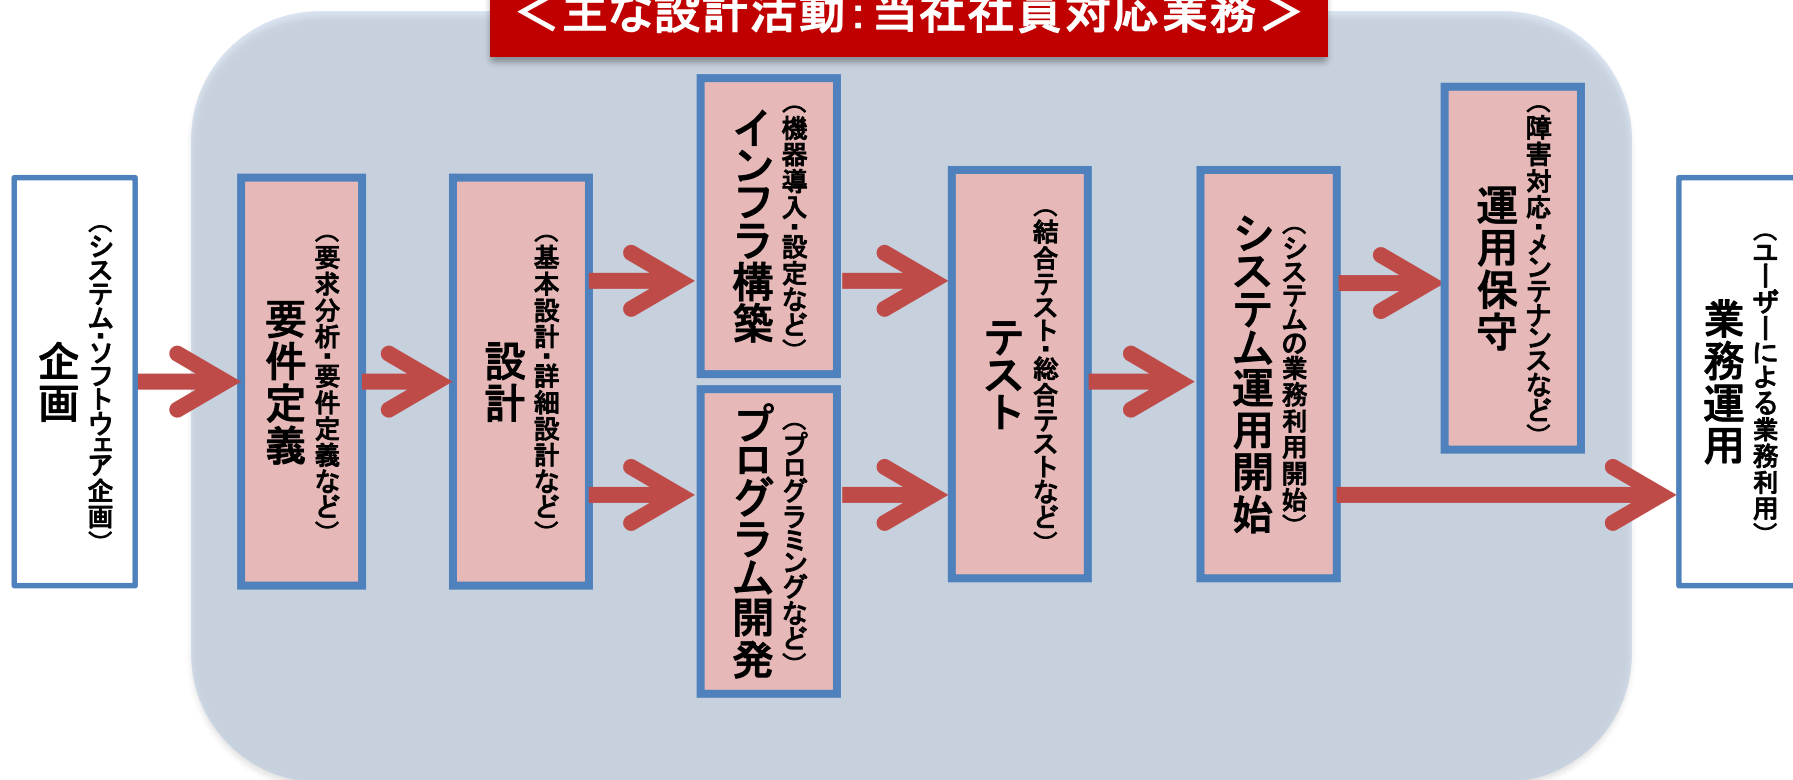 ＜主な設計活動：当社社員対応業務＞
企画
（システム・ソフトウェア企画）
要件定義
（要求分析・要件定義など）
設計
（基本設計・詳細設計など）
インフラ構築
（機器導入・設定など）
プログラム開発
（プログラミングなど）
テスト
（結合テスト・総合テストなど）
システム運用開始
（システムの業務利用開始）
運用保守
（障害対応・メンテナンスなど）
業務運用
（ユーザーによる業務利用）